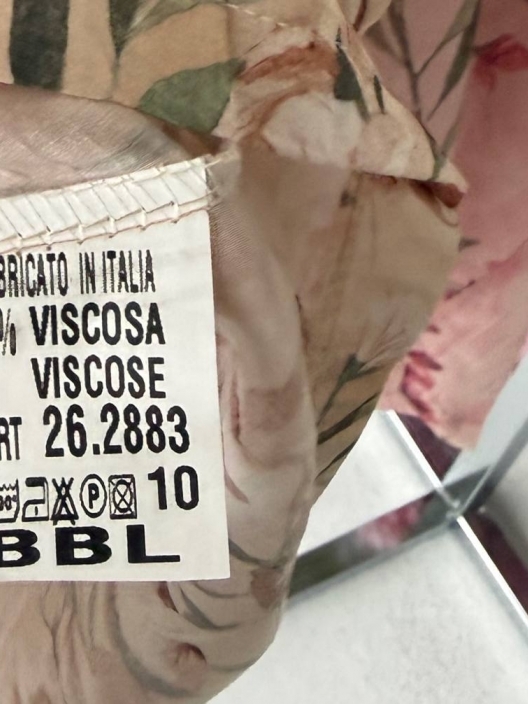 BRICATO IN ITALIA
% VISCOSA
VISCOSE
RT 26.2883
P 10
BBL